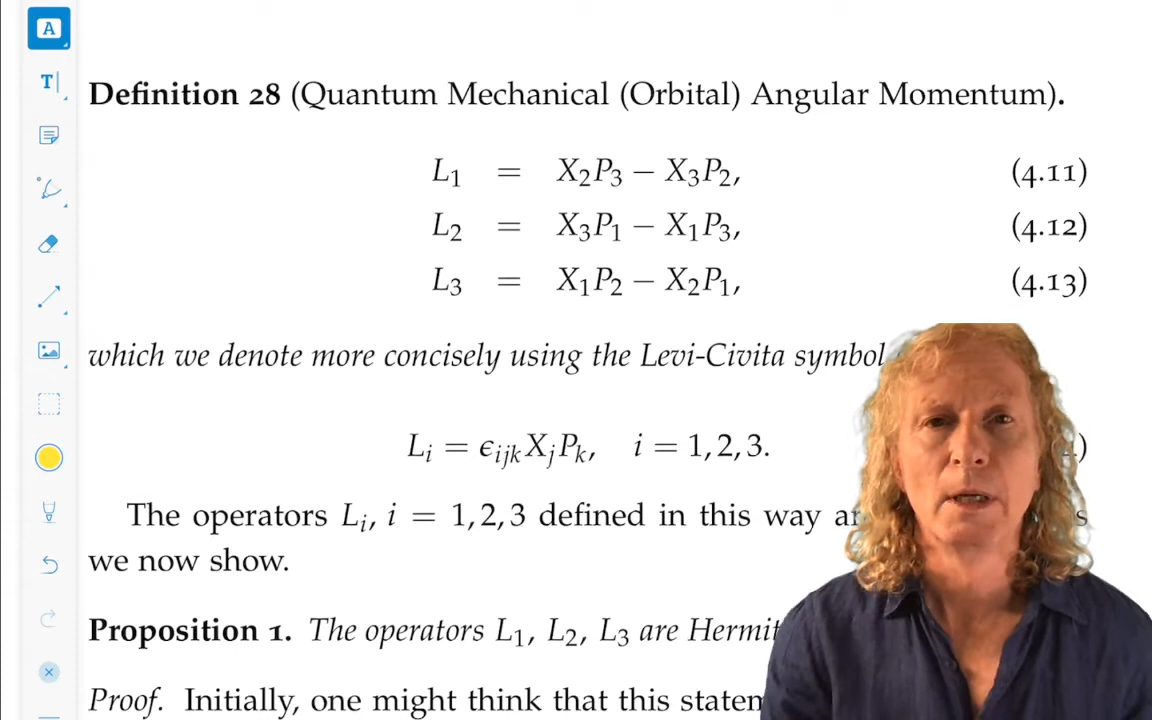 A
T
Definition 28 (Quantum Mechanical (Orbital) Angular Momentum).
L₁ = X₂P₃ − X₃P₂, (4.11)
L₂ = X₃P₁ − X₁P₃, (4.12)
L₃ = X₁P₂ − X₂P₁, (4.13)
which we denote more concisely using the Levi-Civita symbol
Lᵢ = ϵᵢⱼₖXⱼPₖ, i = 1, 2, 3. )
The operators Lᵢ, i = 1, 2, 3 defined in this way
we now show.
Proposition 1. The operators L₁, L₂, L₃ are
Proof. Initially, one might think that this